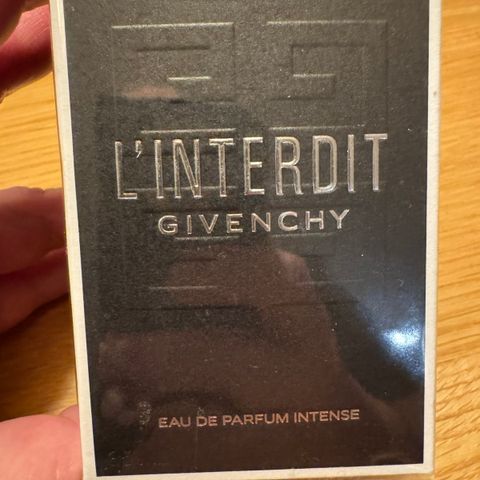 L'INTERDIT
GIVENCHY
EAU DE PARFUM INTENSE